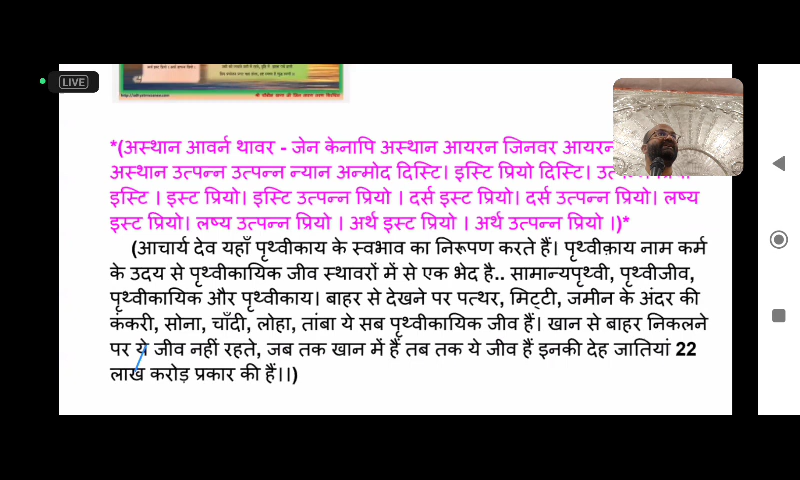 LIVE
*(अस्थान आवर्न थावर - जेन केनापि अस्थान आयरन जिनवर आयरन
अस्थान उत्पन्न उत्पन्न न्यान अन्मोद दिस्टि। इस्टि प्रियो दिस्टि।
इस्टि । इस्ट प्रियो। इस्टि उत्पन्न प्रियो । दर्स इस्ट प्रियो। दर्स उत्पन्न प्रियो। लष्य
इस्ट प्रियो। लष्य उत्पन्न प्रियो । अर्थ इस्ट प्रियो । अर्थ उत्पन्न प्रियो ।)*
(आचार्य देव यहाँ पृथ्वीकाय के स्वभाव का निरूपण करते हैं। पृथ्वीक़ाय नाम कर्म
के उदय से पृथ्वीकायिक जीव स्थावरों में से एक भेद है.. सामान्यपृथ्वी, पृथ्वीजीव,
पृथ्वीकायिक और पृथ्वीकाय। बाहर से देखने पर पत्थर, मिट्टी, जमीन के अंदर की
कंकरी, सोना, चाँदी, लोहा, तांबा ये सब पृथ्वीकायिक जीव हैं। खान से बाहर निकलने
पर ये जीव नहीं रहते, जब तक खान में हैं तब तक ये जीव हैं इनकी देह जातियां 22
लाख करोड़ प्रकार की हैं।।)